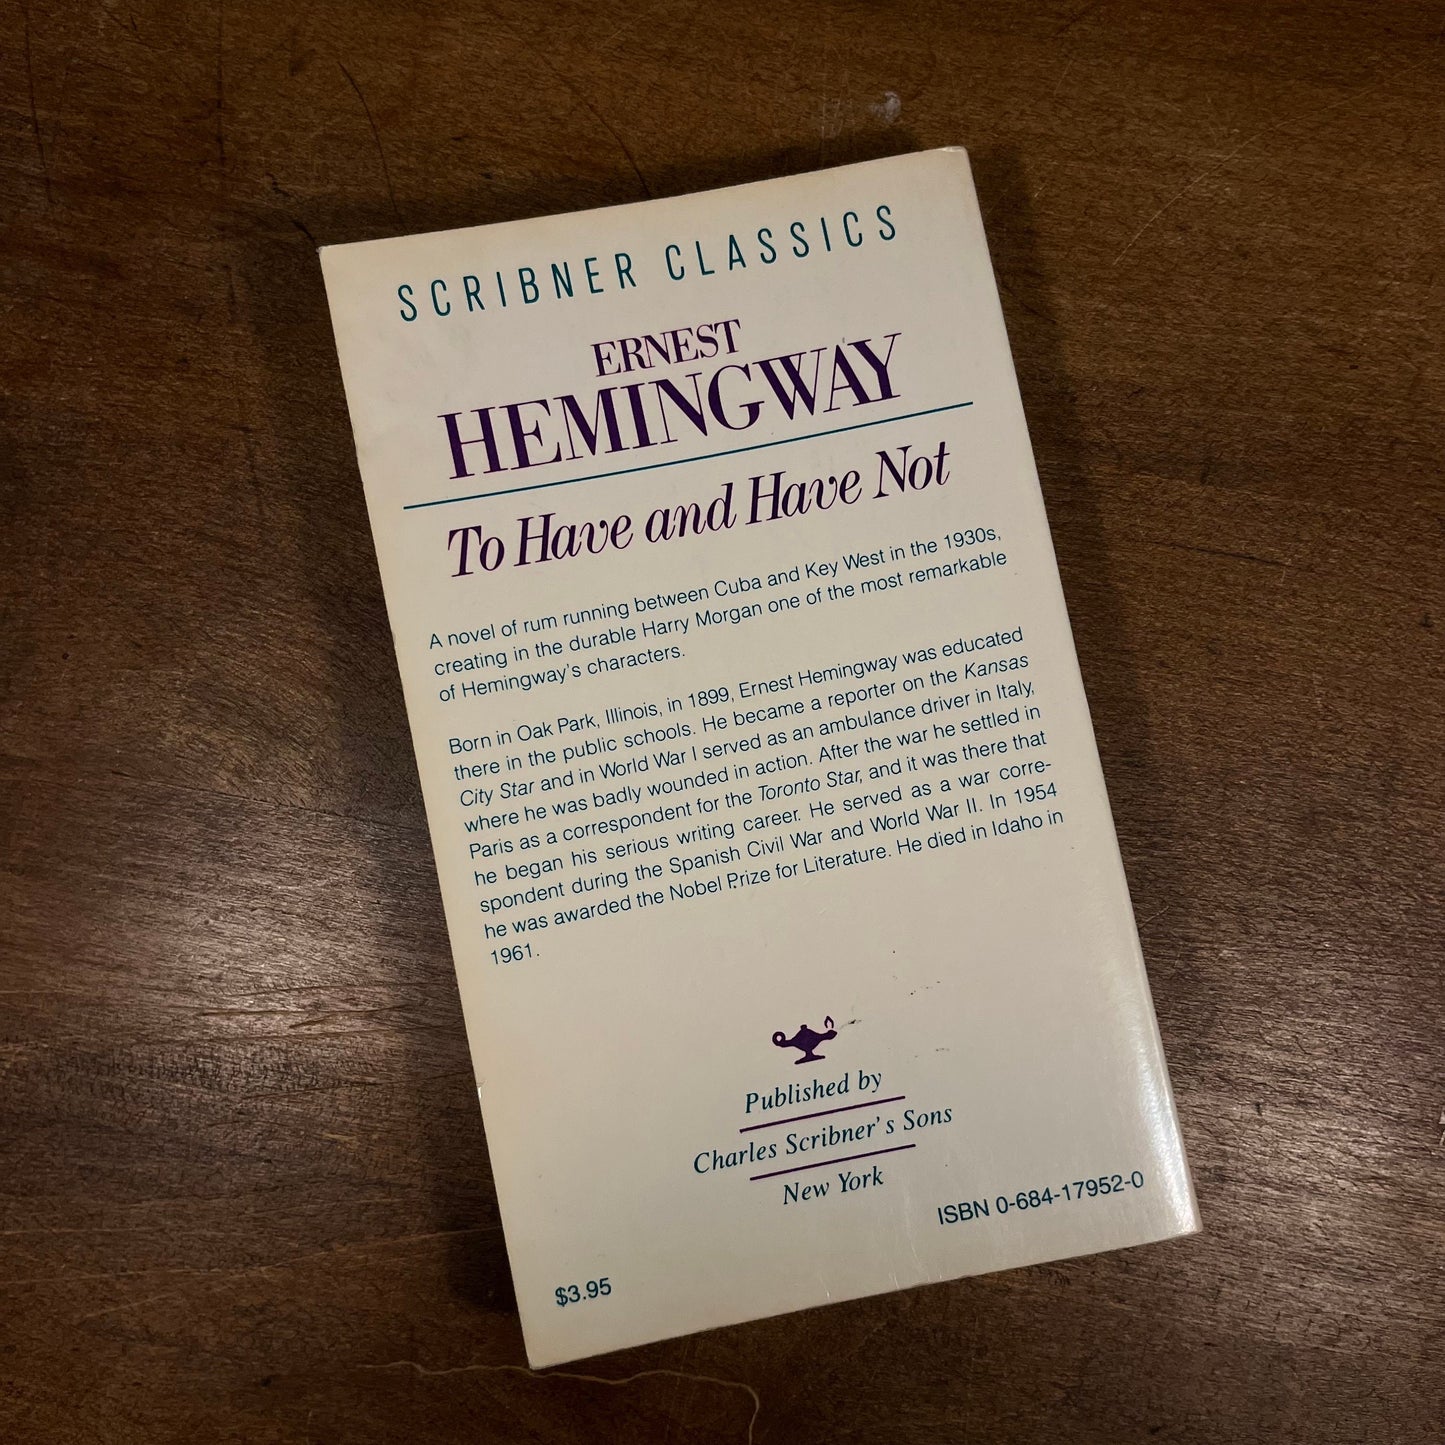 SCRIBNER CLASSICS
ERNEST
HEMINGWAY
To Have and Have Not
A novel of rum running between Cuba and Key West in the 1930s,
creating in the durable Harry Morgan one of the most remarkable
of Hemingway's characters.
Born in Oak Park, Illinois, in 1899, Ernest Hemingway was educated
there in the public schools. He became a reporter on the Kansas
City Star and in World War I served as an ambulance driver in Italy,
where he was badly wounded in action. After the war he settled in
Paris as a correspondent for the Toronto Star, and it was there that
he began his serious writing career. He served as a war corre-
spondent during the Spanish Civil War and World War II. In 1954
he was awarded the Nobel Prize for Literature. He died in Idaho in
1961.
Published by
Charles Scribner's Sons
New York
ISBN 0-684-17952-0
$3.95